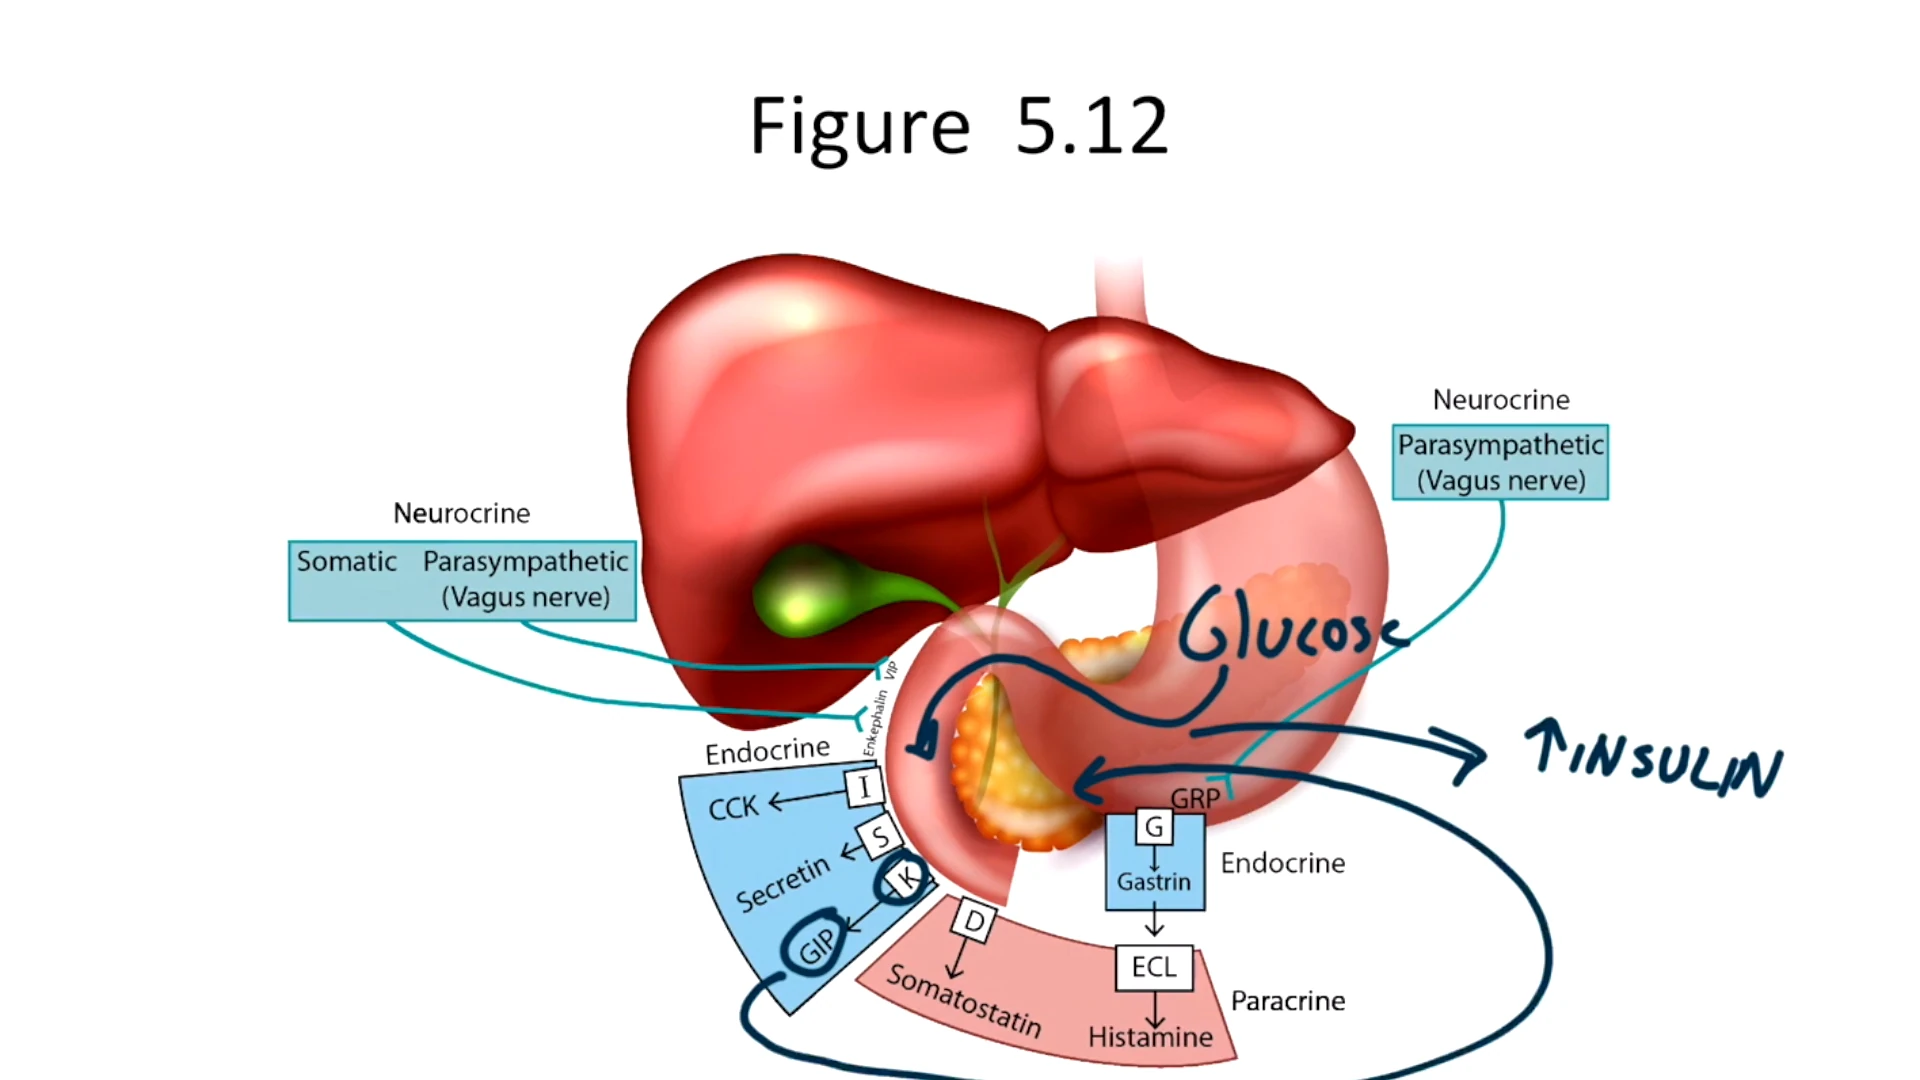 Figure 5.12
Neurocrine
Parasympathetic
(Vagus nerve)
Neurocrine
Somatic Parasympathetic
(Vagus nerve)
Glucose
VIP
Enkephalin
↑INSULIN
Endocrine
I
CCK
S
Secretin
K
GIP
GRP
G
Gastrin
Endocrine
D
Somatostatin
ECL
Histamine
Paracrine